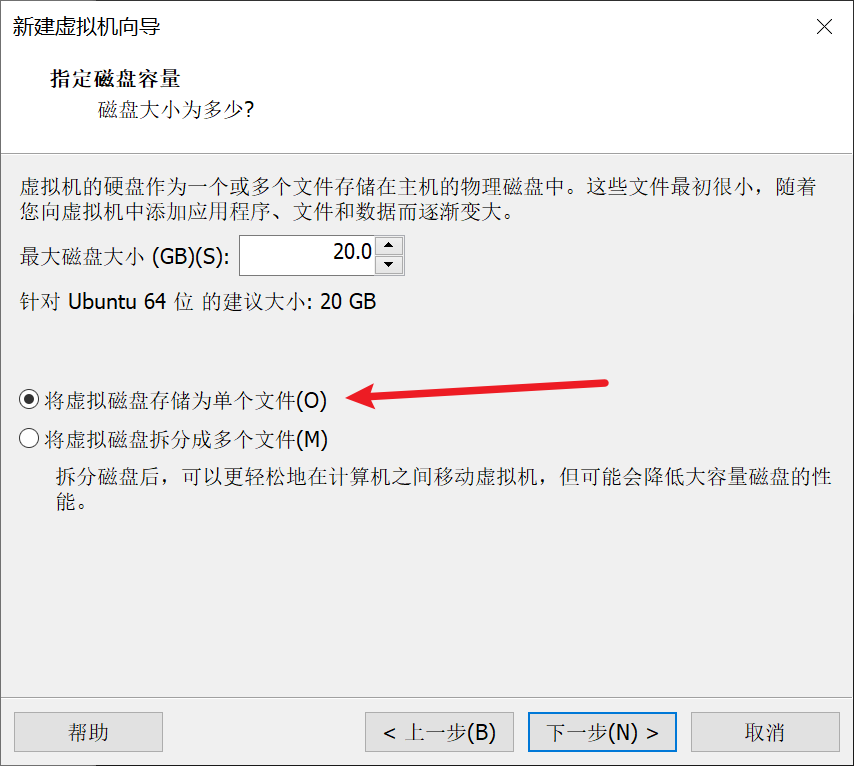 新建虚拟机向导
指定磁盘容量
磁盘大小为多少?
虚拟机的硬盘作为一个或多个文件存储在主机的物理磁盘中。这些文件最初很小，随着
您向虚拟机中添加应用程序、文件和数据而逐渐变大。
最大磁盘大小 (GB)(S): 20.0
针对 Ubuntu 64 位 的建议大小: 20 GB
将虚拟磁盘存储为单个文件(O)
将虚拟磁盘拆分成多个文件(M)
拆分磁盘后，可以更轻松地在计算机之间移动虚拟机，但可能会降低大容量磁盘的性
能。
帮助 < 上一步(B) 下一步(N) > 取消